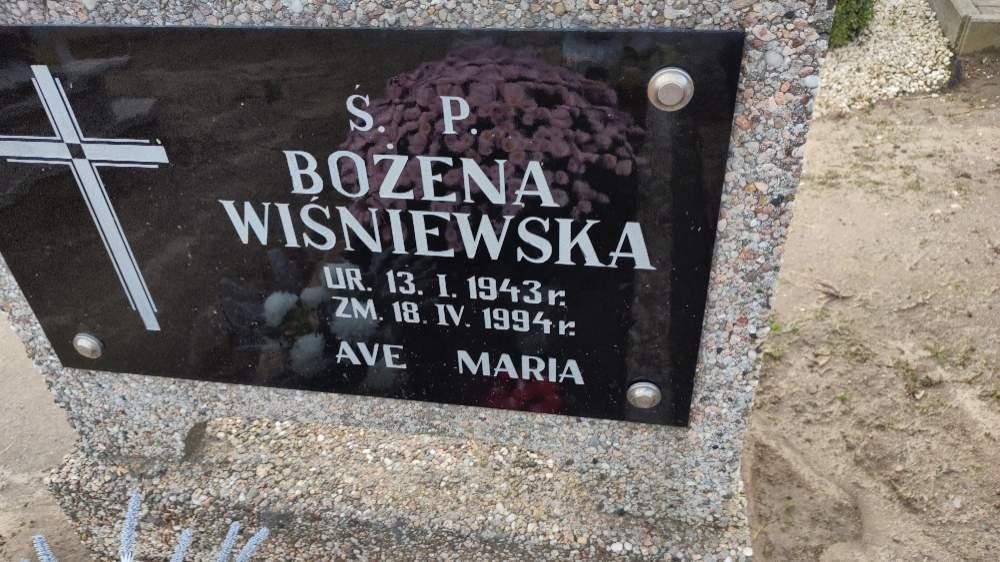 Ś. P.
BOŻENA
WIŚNIEWSKA
UR. 13. I. 1943 r.
ZM. 18. IV. 1994 r.
AVE MARIA